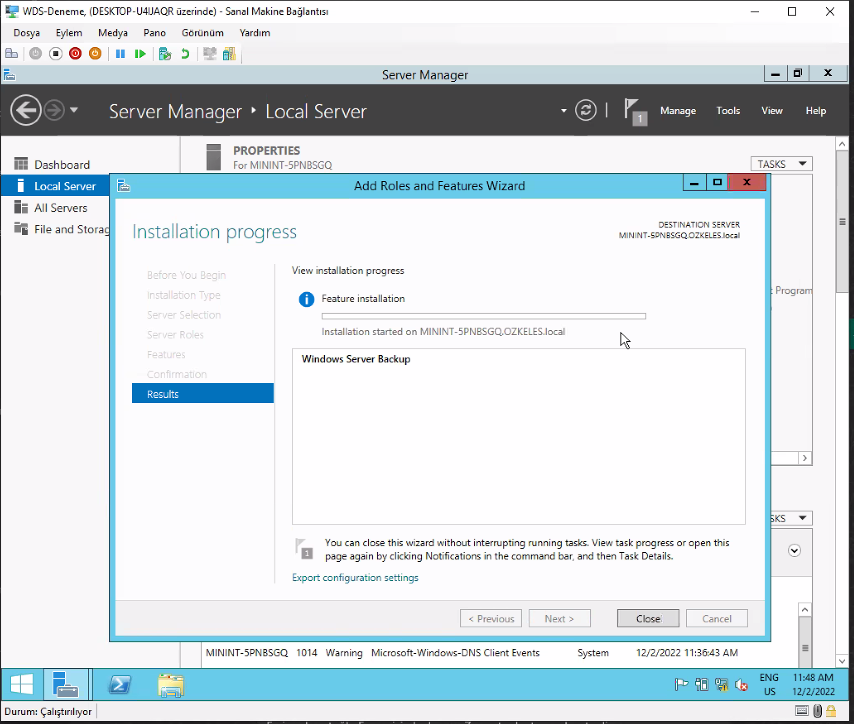 WDS-Deneme, (DESKTOP-U4IJAQR üzerinde) - Sanal Makine Bağlantısı
Dosya Eylem Medya Pano Görünüm Yardım
Server Manager
Server Manager Local Server
1 Manage Tools View Help
PROPERTIES
For MININT-5PNBSGQ
TASKS
Dashboard
Local Server
All Servers
File and Storag
Add Roles and Features Wizard
Installation progress
DESTINATION SERVER
MININT-5PNBSGQ.OZKELES.local
Before You Begin
Installation Type
Server Selection
Server Roles
Features
Confirmation
Results
View installation progress
Feature installation
Installation started on MININT-5PNBSGQ.OZKELES.local
Windows Server Backup
t Program
SKS
1 You can close this wizard without interrupting running tasks. View task progress or open this
page again by clicking Notifications in the command bar, and then Task Details.
Export configuration settings
< Previous Next > Close Cancel
MININT-5PNBSGQ 1014 Warning Microsoft-Windows-DNS Client Events System 12/2/2022 11:36:43 AM
ENG
US
11:48 AM
12/2/2022
Durum: Çalıştırılıyor